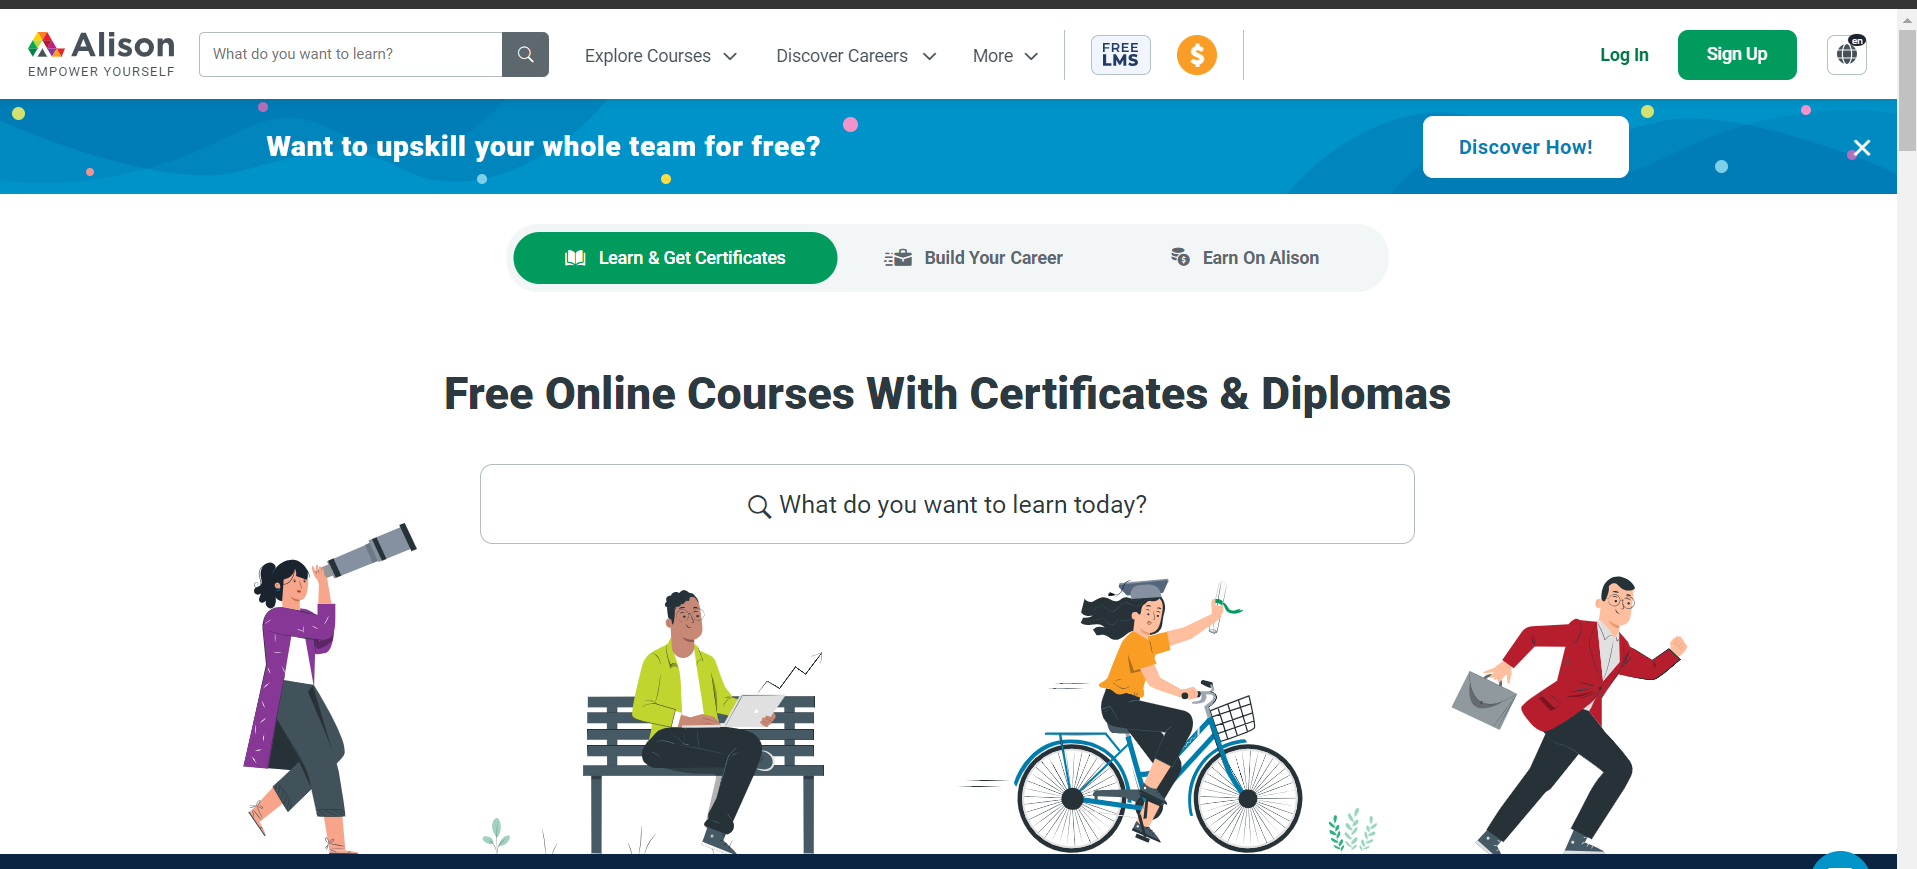 Alison
EMPOWER YOURSELF
What do you want to learn?
Explore Courses
Discover Careers
More
FREE
LMS
Log In
Sign Up
en
Want to upskill your whole team for free?
Discover How!
Learn & Get Certificates
Build Your Career
Earn On Alison
Free Online Courses With Certificates & Diplomas
What do you want to learn today?